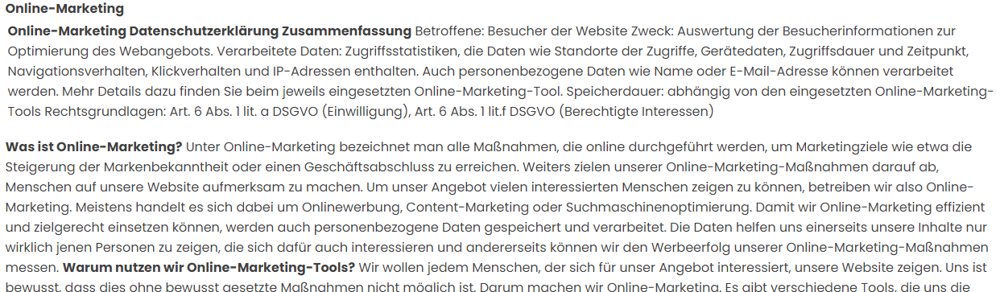 Online-Marketing
Online-Marketing Datenschutzerklärung Zusammenfassung Betroffene: Besucher der Website Zweck: Auswertung der Besucherinformationen zur
Optimierung des Webangebots. Verarbeitete Daten: Zugriffsstatistiken, die Daten wie Standorte der Zugriffe, Gerätedaten, Zugriffsdauer und Zeitpunkt,
Navigationsverhalten, Klickverhalten und IP-Adressen enthalten. Auch personenbezogene Daten wie Name oder E-Mail-Adresse können verarbeitet
werden. Mehr Details dazu finden Sie beim jeweils eingesetzten Online-Marketing-Tool. Speicherdauer: abhängig von den eingesetzten Online-Marketing-
Tools Rechtsgrundlagen: Art. 6 Abs. 1 lit. a DSGVO (Einwilligung), Art. 6 Abs. 1 lit.f DSGVO (Berechtigte Interessen)
Was ist Online-Marketing? Unter Online-Marketing bezeichnet man alle Maßnahmen, die online durchgeführt werden, um Marketingziele wie etwa die
Steigerung der Markenbekanntheit oder einen Geschäftsabschluss zu erreichen. Weiters zielen unserer Online-Marketing-Maßnahmen darauf ab,
Menschen auf unsere Website aufmerksam zu machen. Um unser Angebot vielen interessierten Menschen zeigen zu können, betreiben wir also Online-
Marketing. Meistens handelt es sich dabei um Onlinewerbung, Content-Marketing oder Suchmaschinenoptimierung. Damit wir Online-Marketing effizient
und zielgerecht einsetzen können, werden auch personenbezogene Daten gespeichert und verarbeitet. Die Daten helfen uns einerseits unsere Inhalte nur
wirklich jenen Personen zu zeigen, die sich dafür auch interessieren und andererseits können wir den Werbeerfolg unserer Online-Marketing-Maßnahmen
messen. Warum nutzen wir Online-Marketing-Tools? Wir wollen jedem Menschen, der sich für unser Angebot interessiert, unsere Website zeigen. Uns ist
bewusst, dass dies ohne bewusst gesetzte Maßnahmen nicht möglich ist. Darum machen wir Online-Marketing. Es gibt verschiedene Tools, die uns die